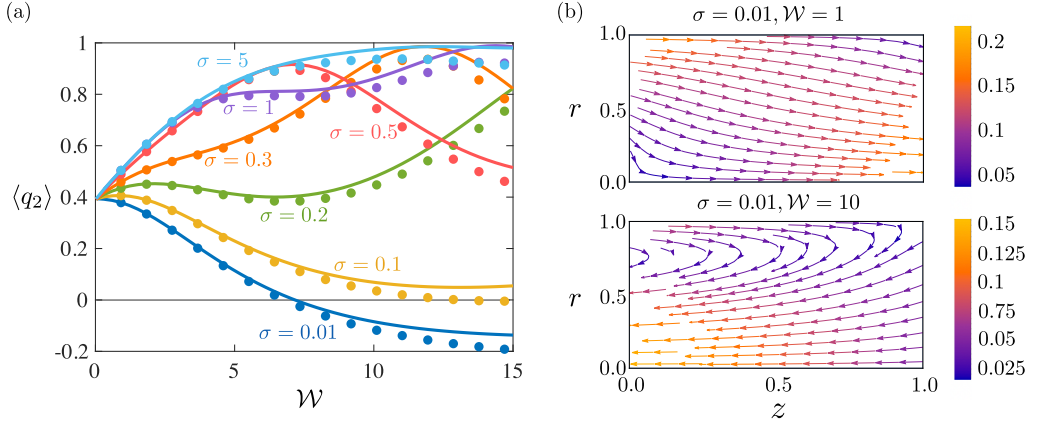 (a)
1
0.8
0.6
0.4
0.2
0
-0.2
⟨q₂⟩
σ = 5
σ = 1
σ = 0.5
σ = 0.3
σ = 0.2
σ = 0.1
σ = 0.01
0 5 10 15
𝒲
(b)
σ = 0.01, 𝒲 = 1
1.0
0.5
0.0
r
0.2
0.15
0.1
0.05
σ = 0.01, 𝒲 = 10
1.0
0.5
0.0
r
0.15
0.125
0.1
0.75
0.05
0.025
0.0 0.5 1.0
z